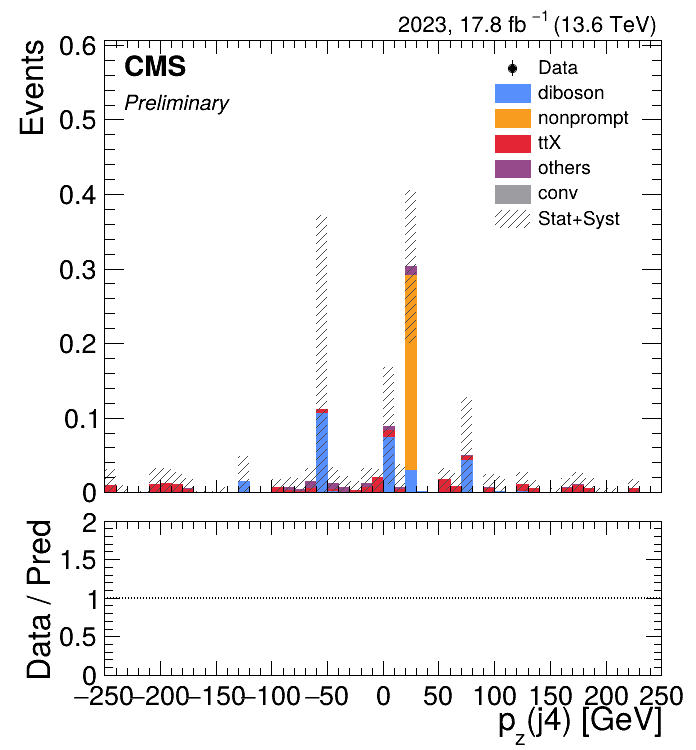 2023, 17.8 fb⁻¹ (13.6 TeV)
CMS
Preliminary
Data
diboson
nonprompt
ttX
others
conv
Stat+Syst
Events
0.6
0.5
0.4
0.3
0.2
0.1
0
Data / Pred
2
1.5
1
0.5
0
−250 −200 −150 −100 −50 0 50 100 150 200 250
p_z(j4) [GeV]